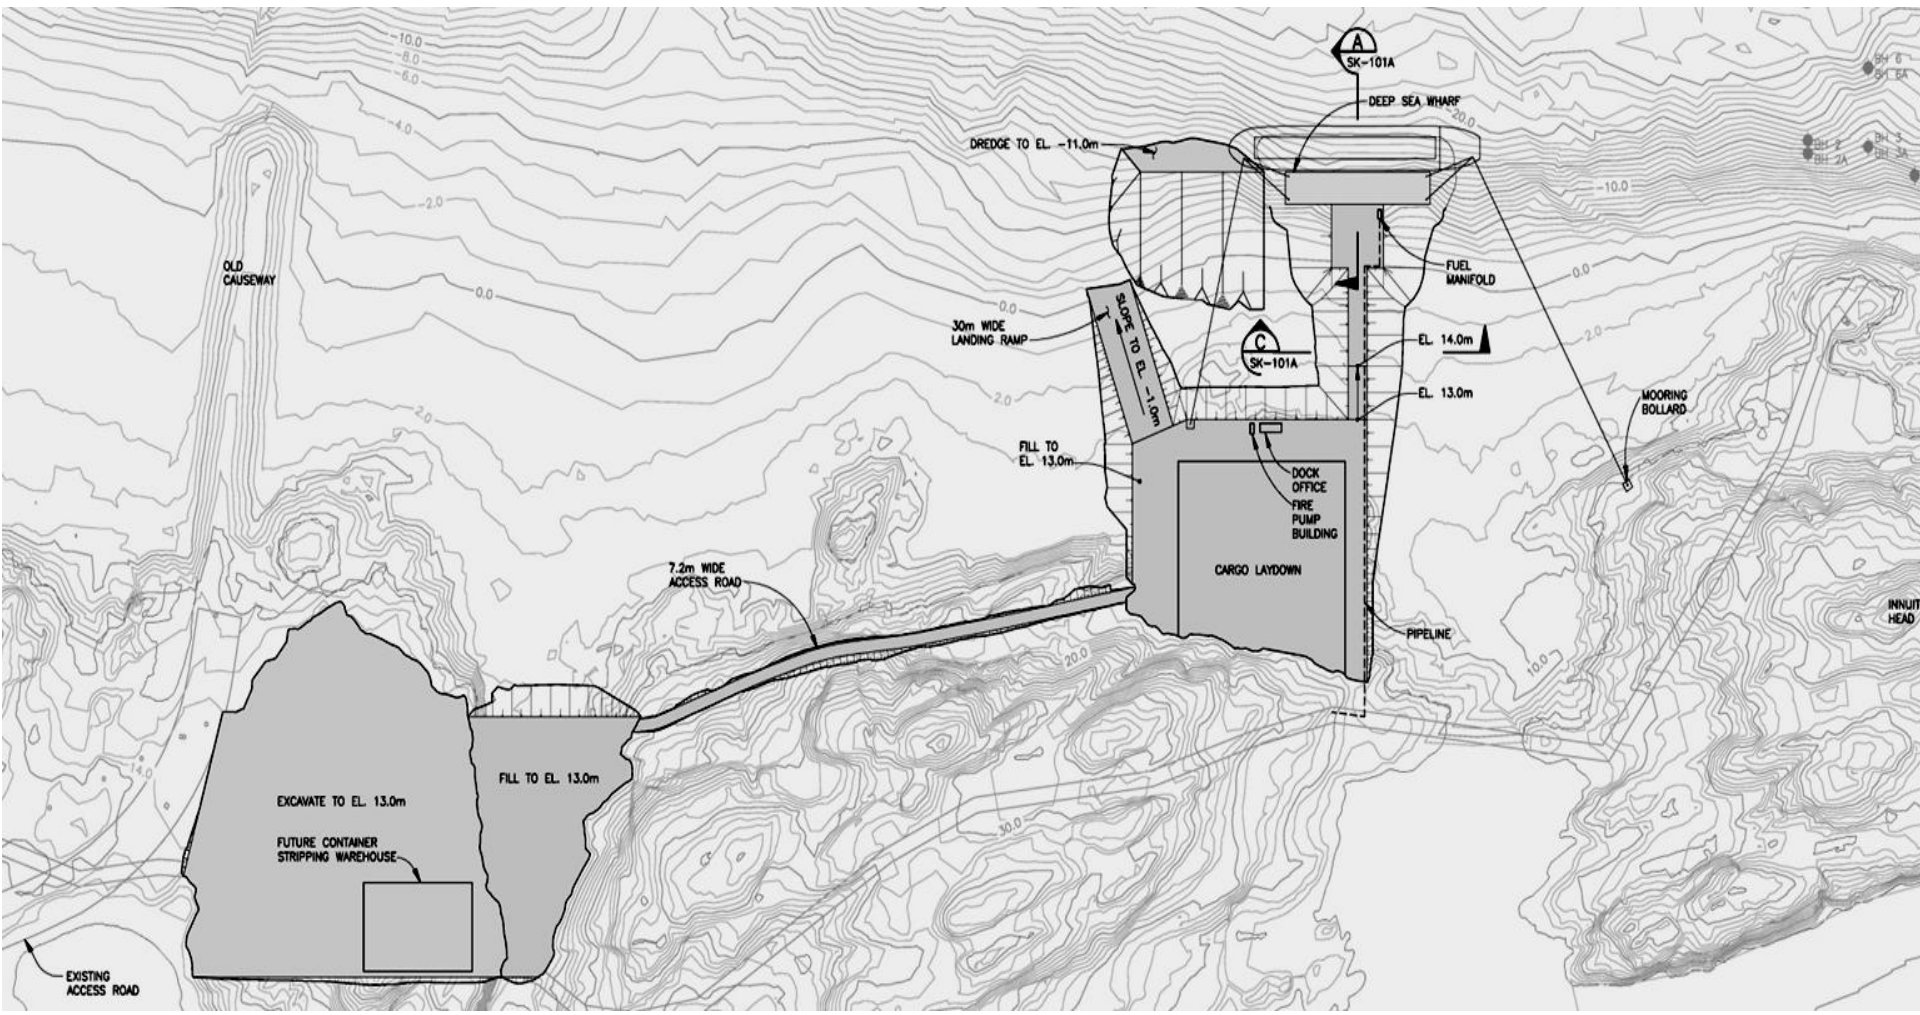 -10.0
-8.0
-6.0
-4.0
-2.0
0.0
2.0
14.0
OLD
CAUSEWAY
A
SK-101A
DEEP SEA WHARF
-20.0
DREDGE TO EL. -11.0m
-10.0
BH 6
BH 6A
BH 2
BH 2A
BH 3
BH 3A
FUEL
MANIFOLD
0.0
0.0
2.0
2.0
30m WIDE
LANDING RAMP
SLOPE TO EL. -1.0m
C
SK-101A
EL. 14.0m
EL. 13.0m
MOORING
BOLLARD
FILL TO
EL. 13.0m
DOCK
OFFICE
FIRE
PUMP
BUILDING
CARGO LAYDOWN
7.2m WIDE
ACCESS ROAD
PIPELINE
INNUIT
HEAD
20.0
10.0
30.0
FILL TO EL. 13.0m
EXCAVATE TO EL. 13.0m
FUTURE CONTAINER
STRIPPING WAREHOUSE
EXISTING
ACCESS ROAD